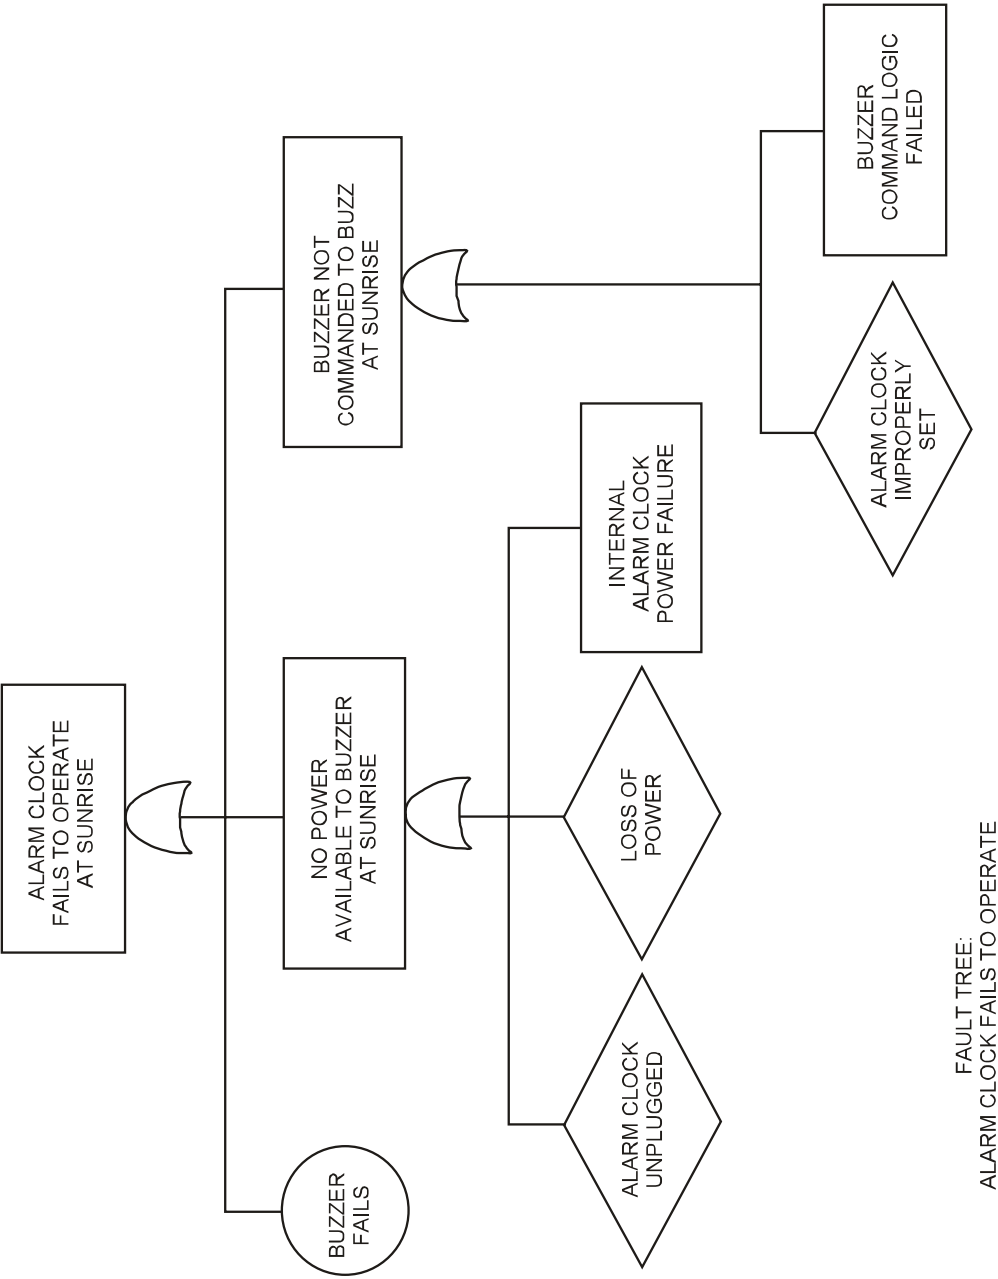 ALARM CLOCK
FAILS TO OPERATE
AT SUNRISE
BUZZER
FAILS
NO POWER
AVAILABLE TO BUZZER
AT SUNRISE
BUZZER NOT
COMMANDED TO BUZZ
AT SUNRISE
ALARM CLOCK
UNPLUGGED
LOSS OF
POWER
INTERNAL
ALARM CLOCK
POWER FAILURE
ALARM CLOCK
IMPROPERLY
SET
BUZZER
COMMAND LOGIC
FAILED
FAULT TREE:
ALARM CLOCK FAILS TO OPERATE